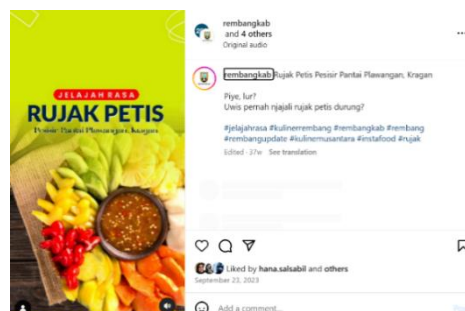 JELAJAH RASA
RUJAK PETIS
Pesisir Pantai Plawangan, Kragan
rembangkab
and 4 others
Original audio
rembangkab Rujak Petis Pesisir Pantai Plawangan, Kragan
Piye, lur?
Uwis pernah njajali rujak petis durung?
#jelajahrasa #kulinerrembang #rembangkab #rembang
#rembangupdate #kulinernusantara #instafood #rujak
Edited · 37w See translation
Liked by hana.salsabil and others
September 23, 2023
Add a comment...